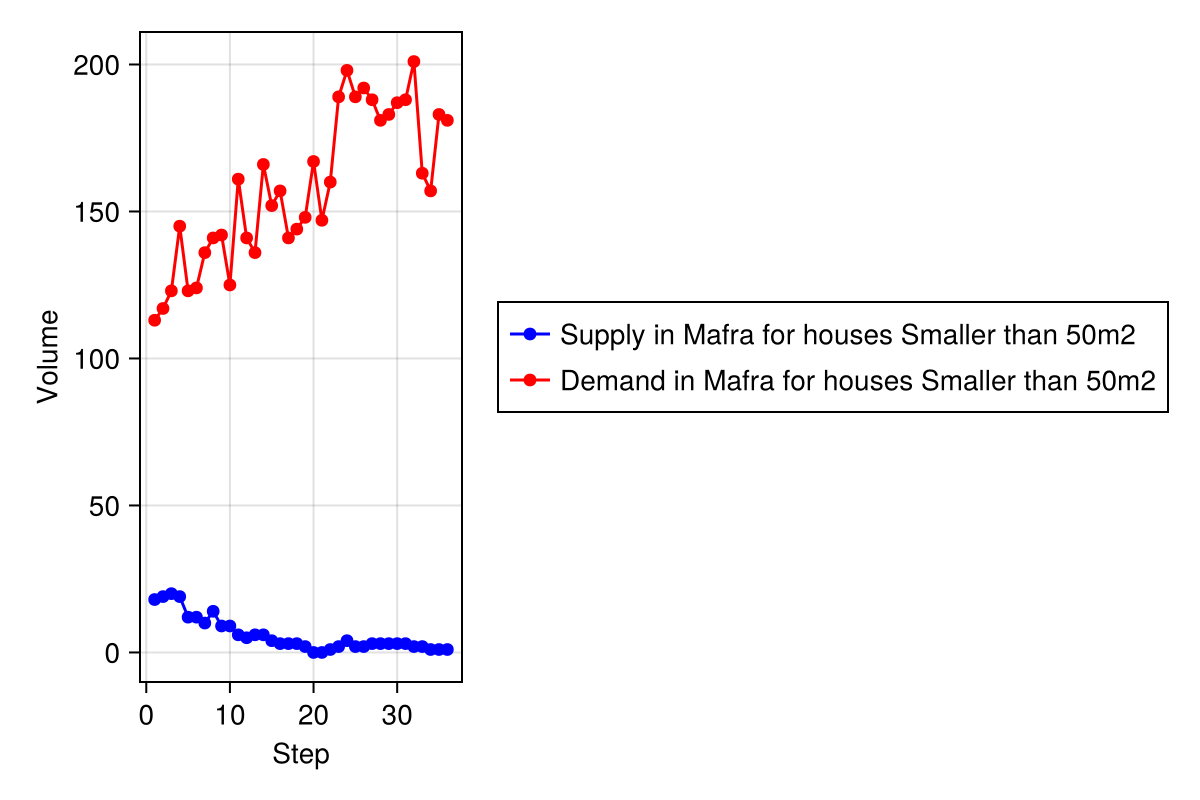 200
150
100
50
0
Volume
0 10 20 30
Step
Supply in Mafra for houses Smaller than 50m2
Demand in Mafra for houses Smaller than 50m2